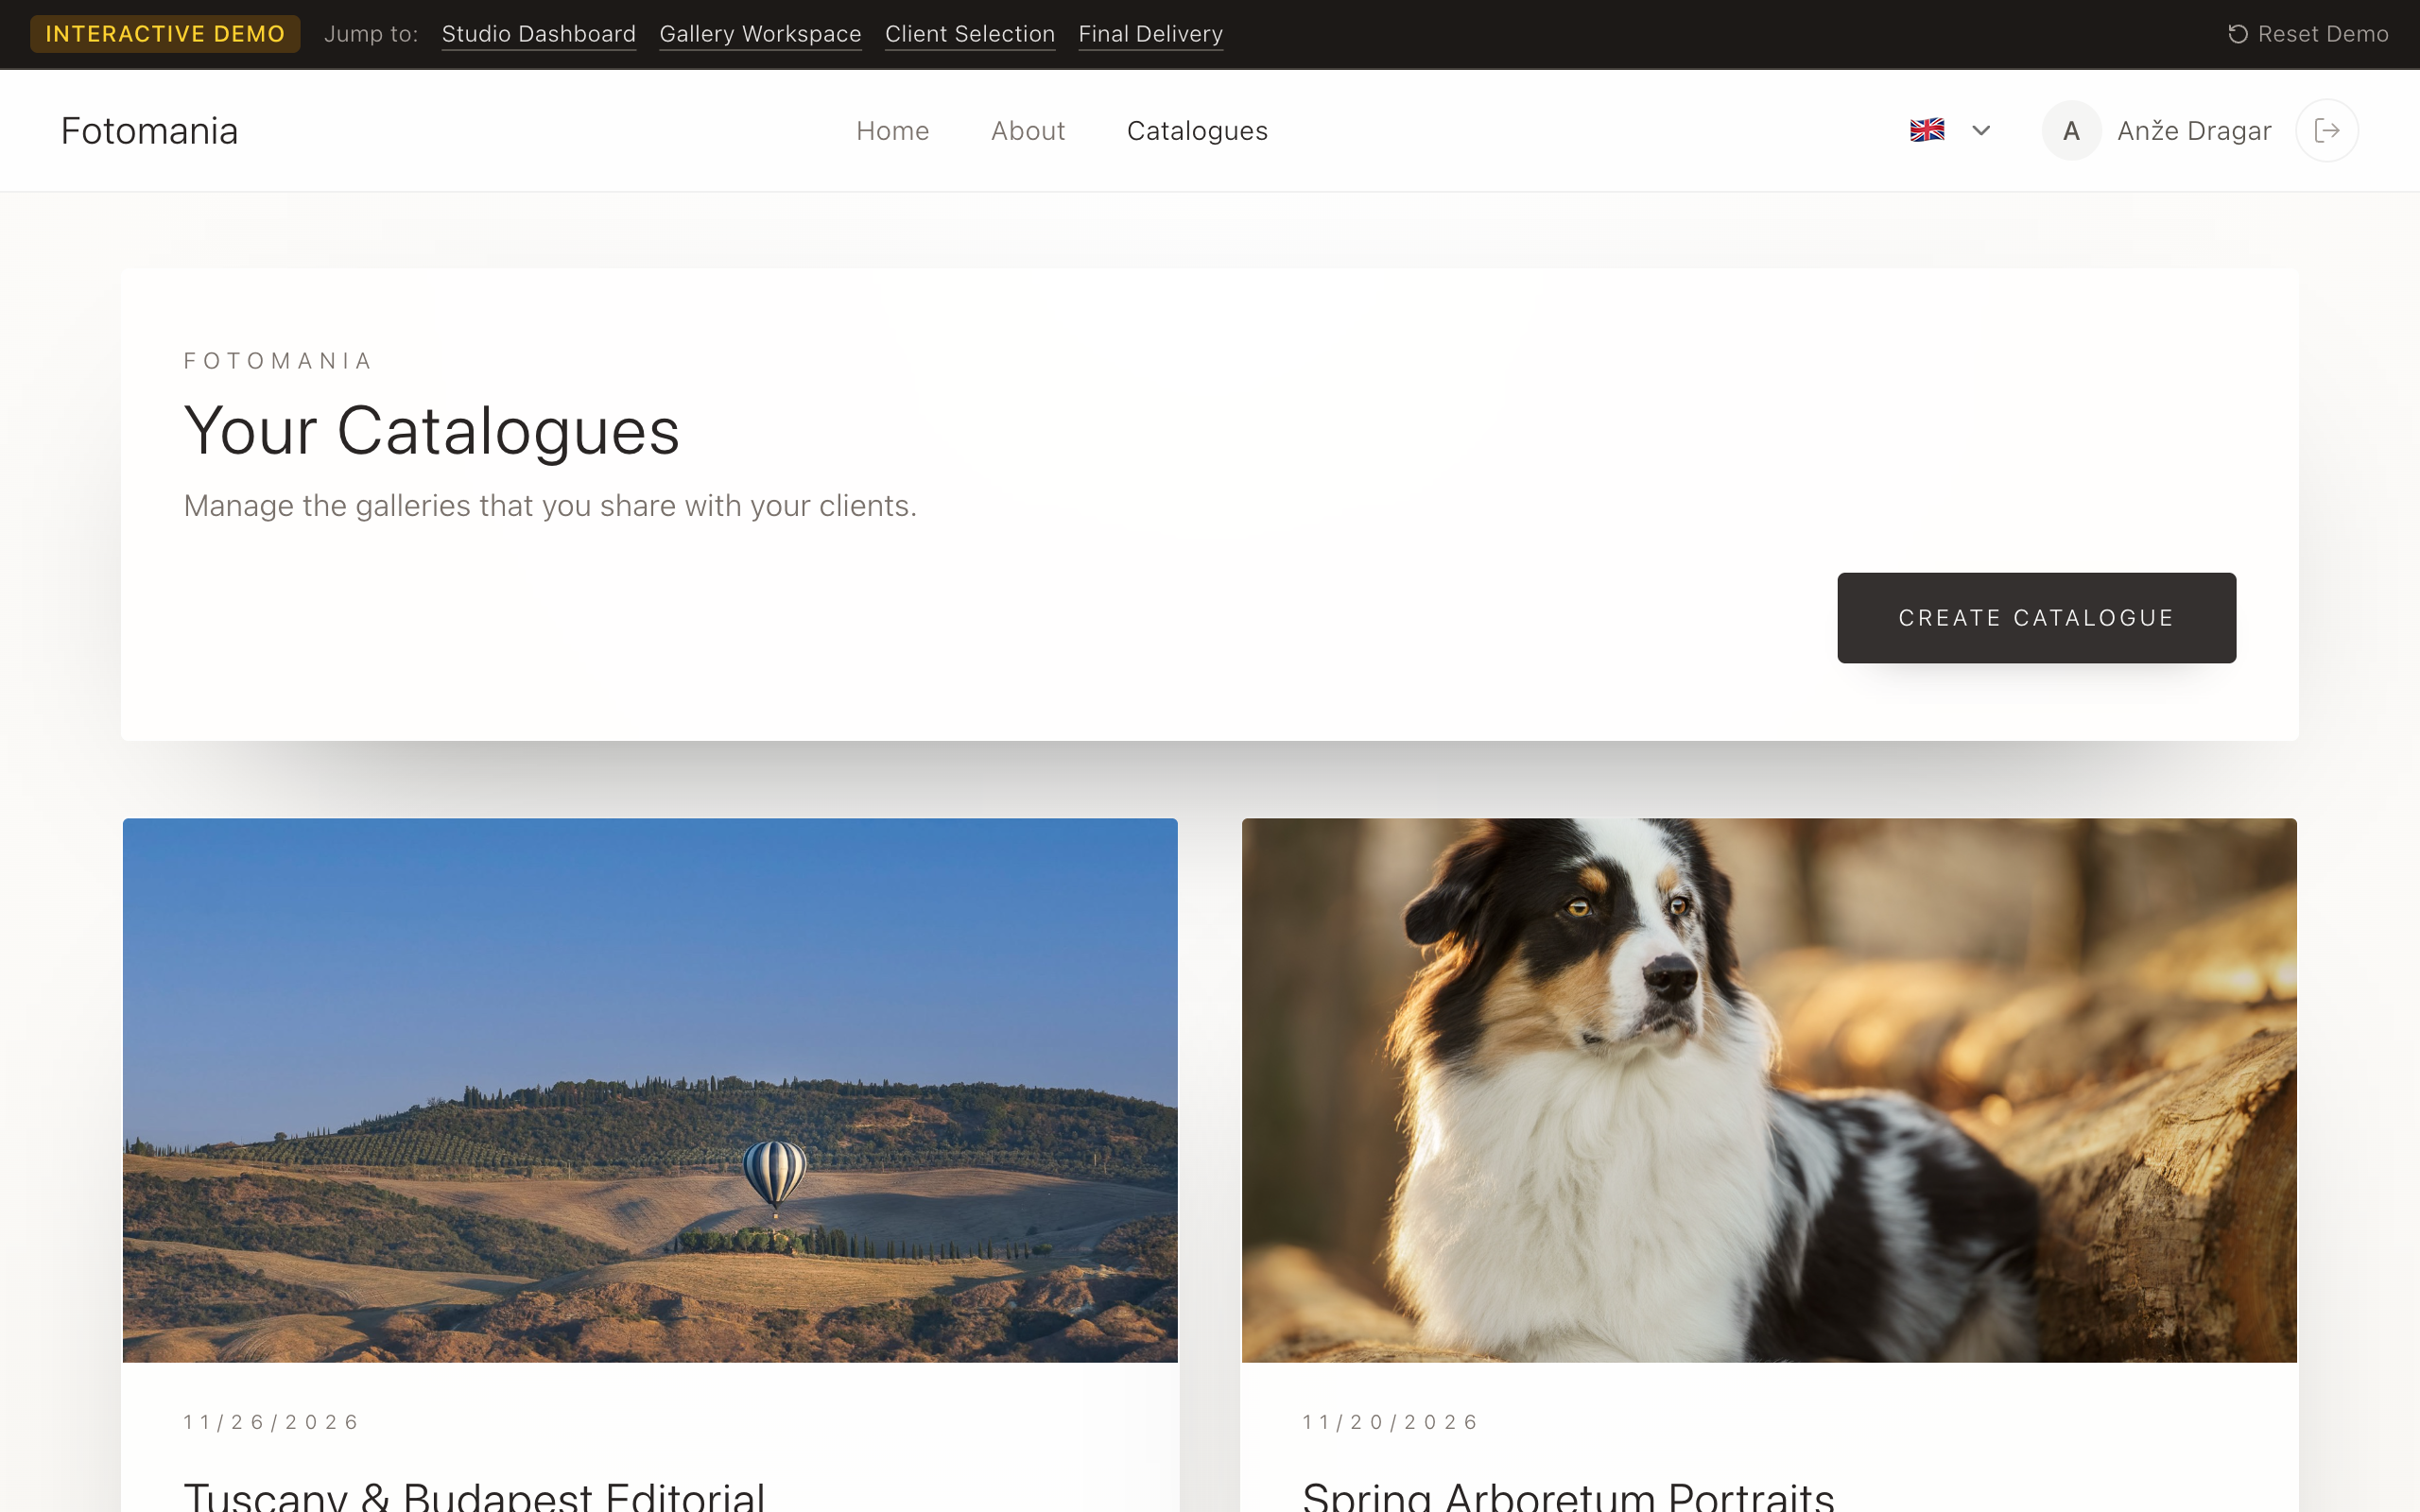 INTERACTIVE DEMO Jump to: Studio Dashboard Gallery Workspace Client Selection Final Delivery Reset Demo
Fotomania Home About Catalogues A Anže Dragar
FOTOMANIA
Your Catalogues
Manage the galleries that you share with your clients.
CREATE CATALOGUE
11/26/2026
Tuscany & Budapest Editorial
11/20/2026
Spring Arboretum Portraits